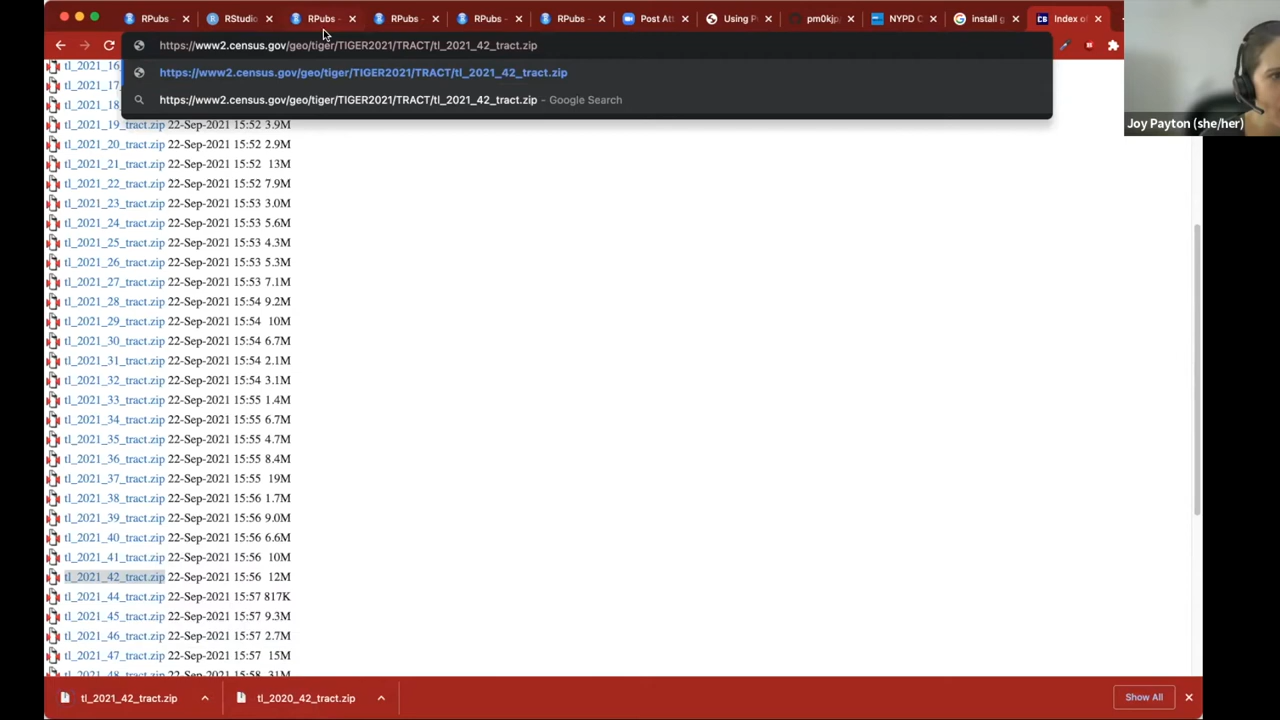 RPubs - RStudio RPubs - RPubs - RPubs - RPubs - Post Att Using P pm0kjp NYPD C install g Index of
https://www2.census.gov/geo/tiger/TIGER2021/TRACT/tl_2021_42_tract.zip
https://www2.census.gov/geo/tiger/TIGER2021/TRACT/tl_2021_42_tract.zip
https://www2.census.gov/geo/tiger/TIGER2021/TRACT/tl_2021_42_tract.zip - Google Search
Joy Payton (she/her)
tl_2021_16
tl_2021_17
tl_2021_18
tl_2021_19_tract.zip 22-Sep-2021 15:52 3.9M
tl_2021_20_tract.zip 22-Sep-2021 15:52 2.9M
tl_2021_21_tract.zip 22-Sep-2021 15:52 13M
tl_2021_22_tract.zip 22-Sep-2021 15:52 7.9M
tl_2021_23_tract.zip 22-Sep-2021 15:53 3.0M
tl_2021_24_tract.zip 22-Sep-2021 15:53 5.6M
tl_2021_25_tract.zip 22-Sep-2021 15:53 4.3M
tl_2021_26_tract.zip 22-Sep-2021 15:53 5.3M
tl_2021_27_tract.zip 22-Sep-2021 15:53 7.1M
tl_2021_28_tract.zip 22-Sep-2021 15:54 9.2M
tl_2021_29_tract.zip 22-Sep-2021 15:54 10M
tl_2021_30_tract.zip 22-Sep-2021 15:54 6.7M
tl_2021_31_tract.zip 22-Sep-2021 15:54 2.1M
tl_2021_32_tract.zip 22-Sep-2021 15:54 3.1M
tl_2021_33_tract.zip 22-Sep-2021 15:55 1.4M
tl_2021_34_tract.zip 22-Sep-2021 15:55 6.7M
tl_2021_35_tract.zip 22-Sep-2021 15:55 4.7M
tl_2021_36_tract.zip 22-Sep-2021 15:55 8.4M
tl_2021_37_tract.zip 22-Sep-2021 15:55 19M
tl_2021_38_tract.zip 22-Sep-2021 15:56 1.7M
tl_2021_39_tract.zip 22-Sep-2021 15:56 9.0M
tl_2021_40_tract.zip 22-Sep-2021 15:56 6.6M
tl_2021_41_tract.zip 22-Sep-2021 15:56 10M
tl_2021_42_tract.zip 22-Sep-2021 15:56 12M
tl_2021_44_tract.zip 22-Sep-2021 15:57 817K
tl_2021_45_tract.zip 22-Sep-2021 15:57 9.3M
tl_2021_46_tract.zip 22-Sep-2021 15:57 2.7M
tl_2021_47_tract.zip 22-Sep-2021 15:57 15M
tl_2021_48_tract.zip 22-Sep-2021 15:58 31M
tl_2021_42_tract.zip tl_2020_42_tract.zip Show All